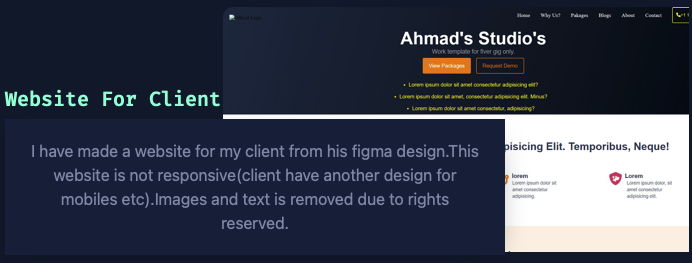 Home Why Us? Pakages Blogs About Contact
Ahmad's Studio's
Work template for fiver gig only
View Packages Request Demo
• Lorem ipsum dolor sit amet consectetur adipisicing elit?
• Lorem ipsum dolor sit amet, consectetur adipisicing elit. Minus?
• Lorem ipsum dolor sit amet consectetur, adipisicing?
Website For Client
I have made a website for my client from his figma design.This
website is not responsive(client have another design for
mobiles etc).Images and text is removed due to rights
reserved.
Elit. Temporibus, Neque!
lorem
Lorem ipsum dolor sit
amet consectetur
adipisicing.
lorem
Lorem ipsum dolor sit
amet consectetur
adipisicing.